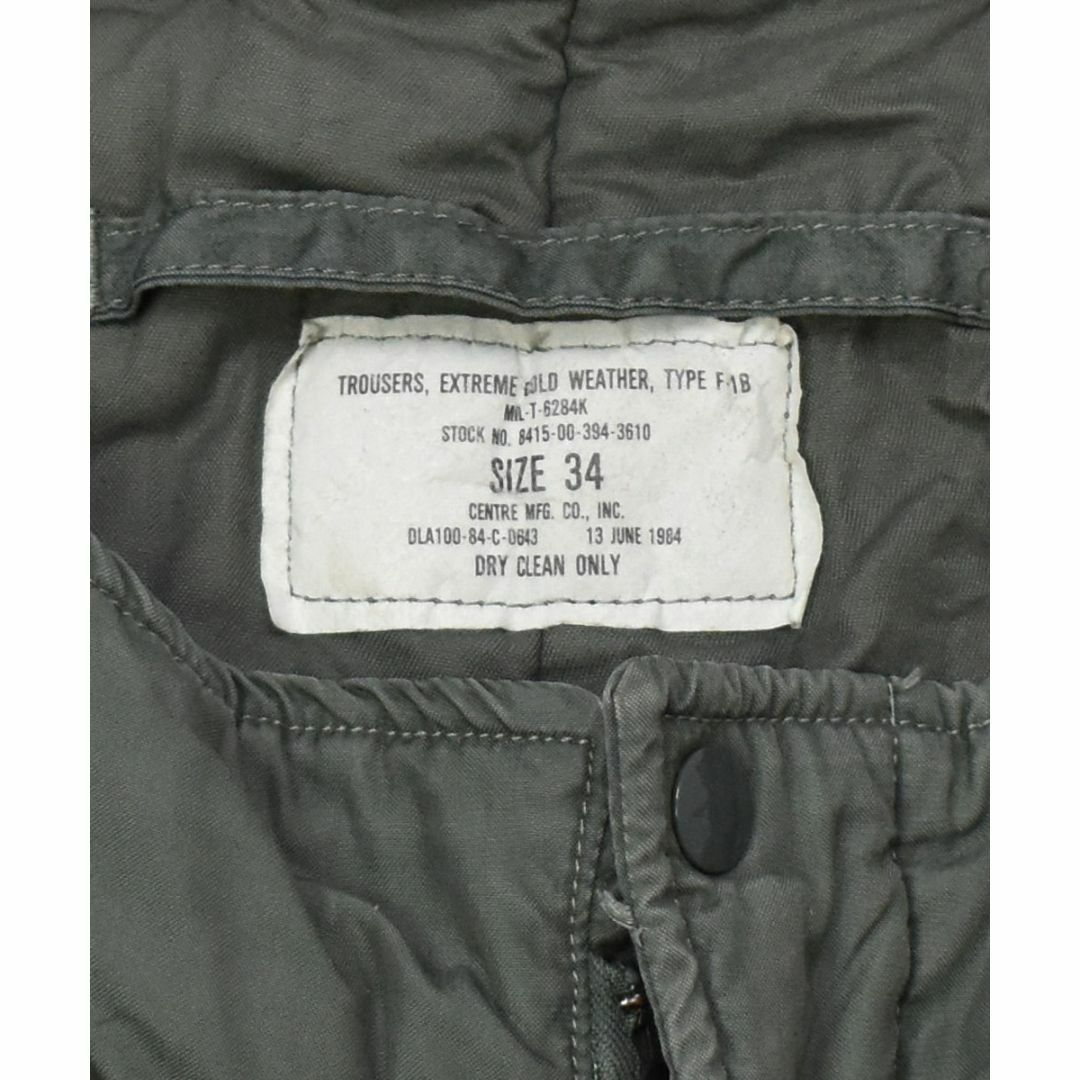 TROUSERS, EXTREME COLD WEATHER, TYPE F-1B
MIL-T-6284K
STOCK NO. 8415-00-394-3610
SIZE 34
CENTRE MFG. CO., INC.
DLA100-84-C-0643 13 JUNE 1984
DRY CLEAN ONLY